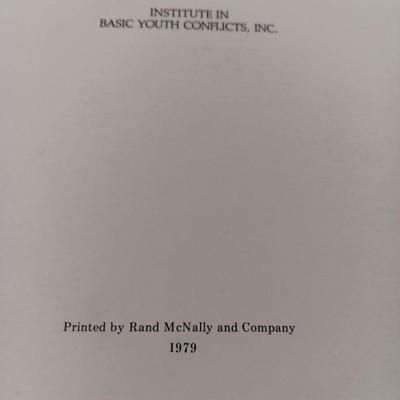 INSTITUTE IN
BASIC YOUTH CONFLICTS, INC.
Printed by Rand McNally and Company
1979